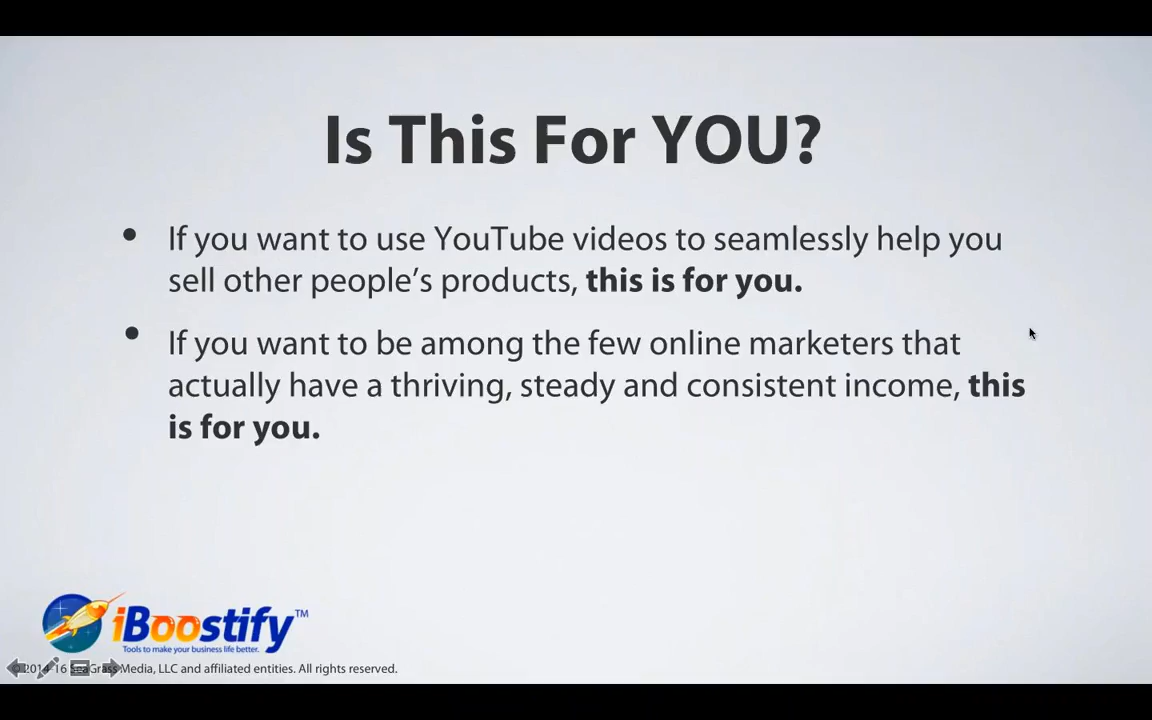 Is This For YOU?
• If you want to use YouTube videos to seamlessly help you
sell other people’s products, this is for you.
• If you want to be among the few online marketers that
actually have a thriving, steady and consistent income, this
is for you.
iBoostify™
Tools to make your business life better.
© 2014-16 SeaGrass Media, LLC and affiliated entities. All rights reserved.